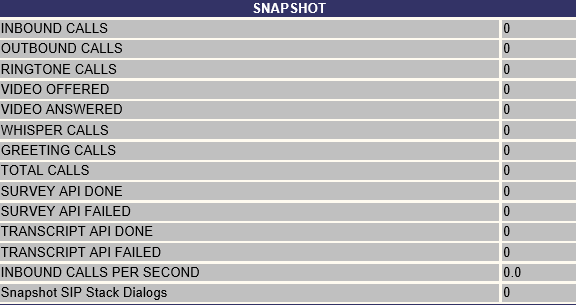 SNAPSHOT
INBOUND CALLS 0
OUTBOUND CALLS 0
RINGTONE CALLS 0
VIDEO OFFERED 0
VIDEO ANSWERED 0
WHISPER CALLS 0
GREETING CALLS 0
TOTAL CALLS 0
SURVEY API DONE 0
SURVEY API FAILED 0
TRANSCRIPT API DONE 0
TRANSCRIPT API FAILED 0
INBOUND CALLS PER SECOND 0.0
Snapshot SIP Stack Dialogs 0